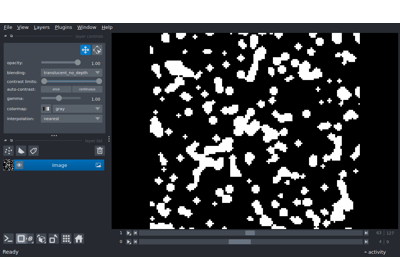 File View Layers Plugins Window Help
opacity: 1.00
blending: translucent_no_depth
contrast limits:
auto-contrast: once continuous
gamma: 1.00
colormap: gray
interpolation: nearest
Image
1
0
Ready
activity